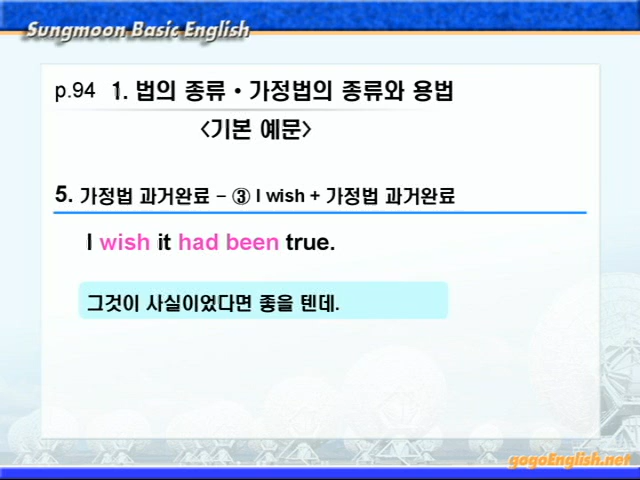 Sungmoon Basic English
p.94 1. 법의 종류 • 가정법의 종류와 용법
<기본 예문>
5. 가정법 과거완료 – ③ I wish + 가정법 과거완료
I wish it had been true.
그것이 사실이었다면 좋을 텐데.
gogoEnglish.net